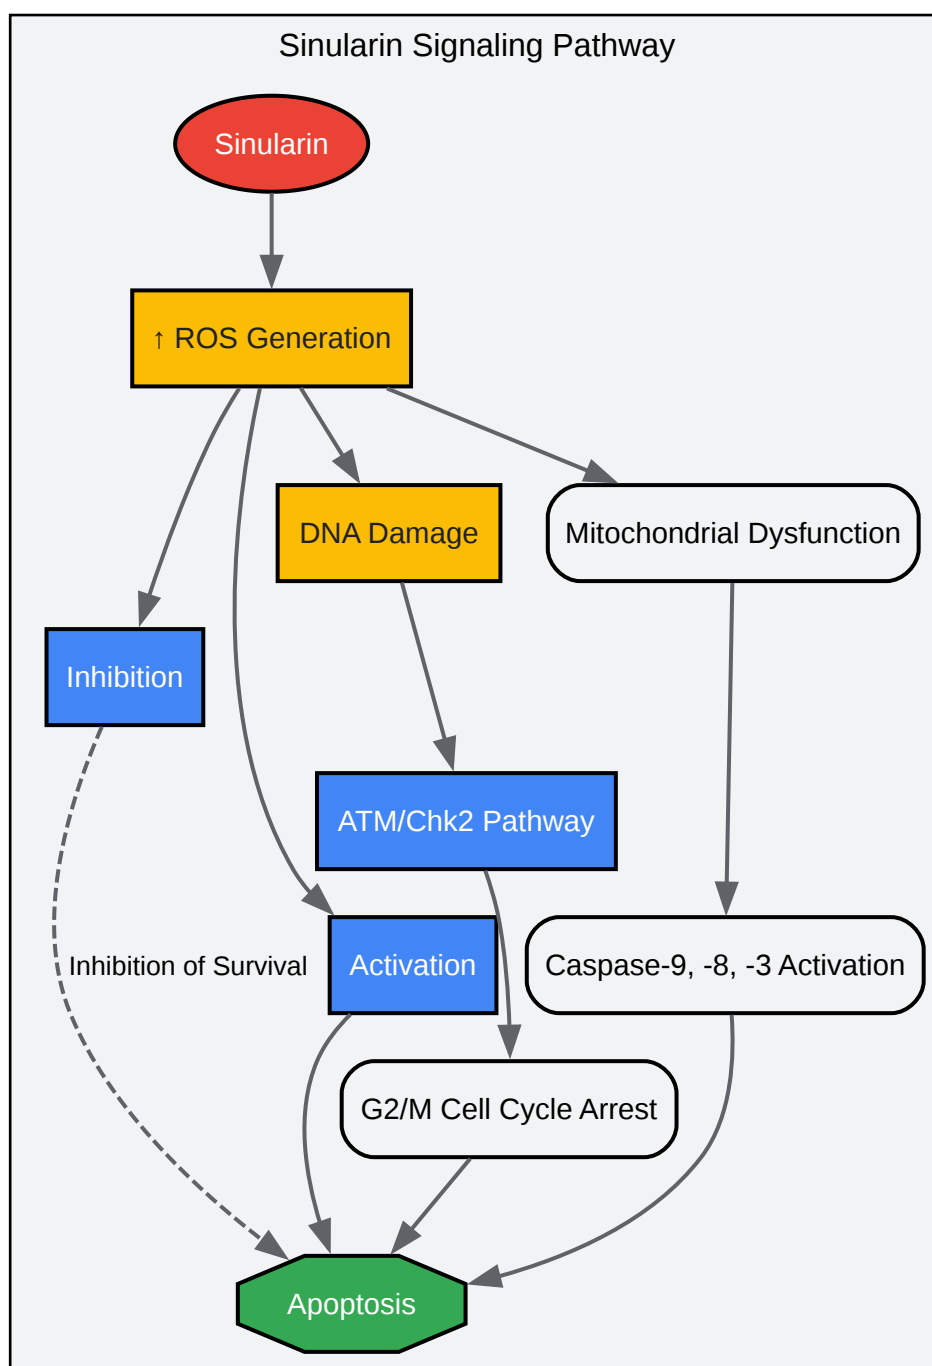 Sinularin Signaling Pathway
Sinularin
↑ ROS Generation
DNA Damage
Mitochondrial Dysfunction
Inhibition
ATM/Chk2 Pathway
Inhibition of Survival
Activation
Caspase-9, -8, -3 Activation
G2/M Cell Cycle Arrest
Apoptosis